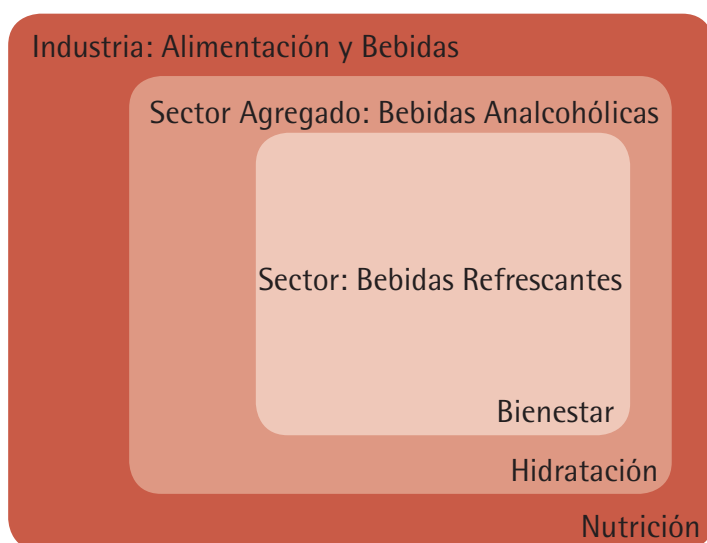 Industria: Alimentación y Bebidas
Sector Agregado: Bebidas Analcohólicas
Sector: Bebidas Refrescantes
Bienestar
Hidratación
Nutrición